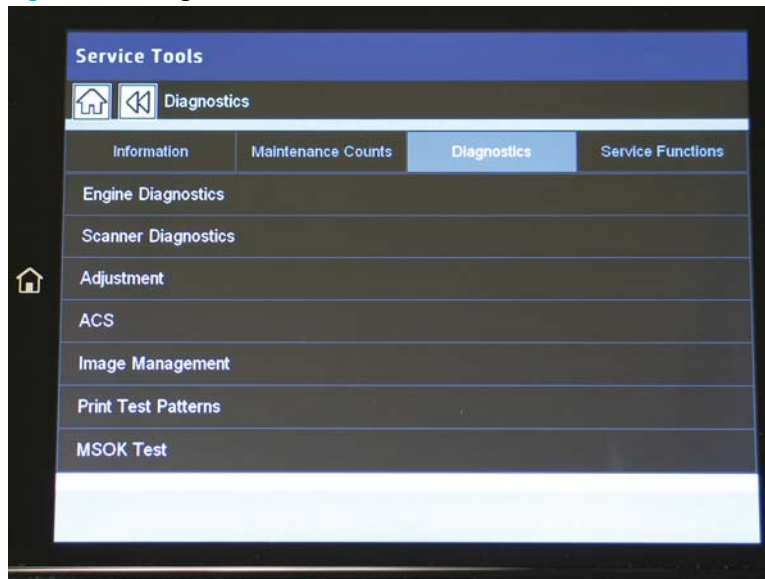 Service Tools
Diagnostics
Information Maintenance Counts Diagnostics Service Functions
Engine Diagnostics
Scanner Diagnostics
Adjustment
ACS
Image Management
Print Test Patterns
MSOK Test